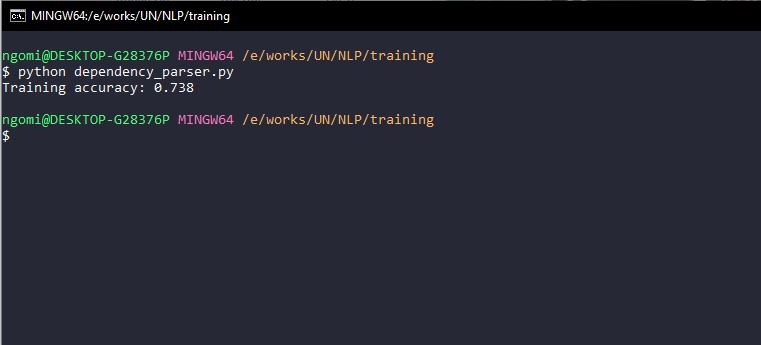 MINGW64:/e/works/UN/NLP/training
ngomi@DESKTOP-G28376P MINGW64 /e/works/UN/NLP/training
$ python dependency_parser.py
Training accuracy: 0.738
ngomi@DESKTOP-G28376P MINGW64 /e/works/UN/NLP/training
$